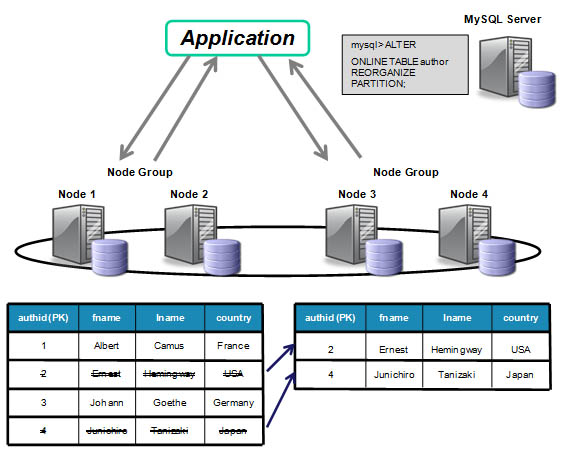 MySQL Server
Application
mysql> ALTER
ONLINE TABLE author
REORGANIZE
PARTITION;
Node Group
Node Group
Node 1
Node 2
Node 3
Node 4
authid (PK) fname lname country
1 Albert Camus France
2 Ernest Hemingway USA
3 Johann Goethe Germany
4 Junichiro Tanizaki Japan
authid (PK) fname lname country
2 Ernest Hemingway USA
4 Junichiro Tanizaki Japan